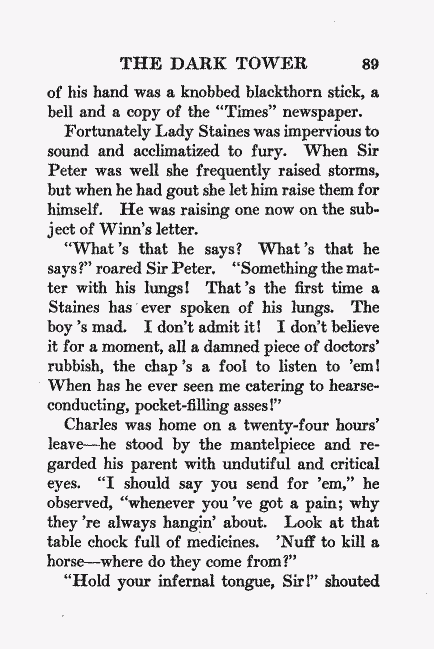 THE DARK TOWER 89
of his hand was a knobbed blackthorn stick, a
bell and a copy of the “Times” newspaper.
Fortunately Lady Staines was impervious to
sound and acclimatized to fury. When Sir
Peter was well she frequently raised storms,
but when he had gout she let him raise them for
himself. He was raising one now on the sub-
ject of Winn’s letter.
“What ’s that he says? What ’s that he
says?” roared Sir Peter. “Something the mat-
ter with his lungs! That ’s the first time a
Staines has ever spoken of his lungs. The
boy ’s mad. I don’t admit it! I don’t believe
it for a moment, all a damned piece of doctors’
rubbish, the chap ’s a fool to listen to ’em!
When has he ever seen me catering to hearse-
conducting, pocket-filling asses!”
Charles was home on a twenty-four hours’
leave—he stood by the mantelpiece and re-
garded his parent with undutiful and critical
eyes. “I should say you send for ’em,” he
observed, “whenever you ’ve got a pain; why
they ’re always hangin’ about. Look at that
table chock full of medicines. ’Nuff to kill a
horse—where do they come from?”
“Hold your infernal tongue, Sir!” shouted